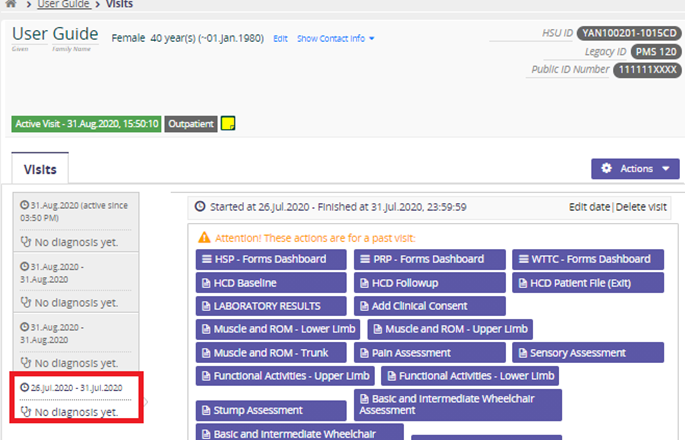 User Guide > Visits
User Guide Female 40 year(s) (~01.Jan.1980) Edit Show Contact Info
Given Family Name
HSU ID YAN100201-1015CD
Legacy ID PMS 120
Public ID Number 111111XXXX
Active Visit - 31.Aug.2020, 15:50:10 Outpatient
Visits
Actions
31.Aug.2020 (active since
03:50 PM)
No diagnosis yet.
31.Aug.2020 -
31.Aug.2020
No diagnosis yet.
31.Aug.2020 -
31.Aug.2020
No diagnosis yet.
26.Jul.2020 - 31.Jul.2020
No diagnosis yet.
Started at 26.Jul.2020 - Finished at 31.Jul.2020, 23:59:59 Edit date|Delete visit
Attention! These actions are for a past visit:
HSP - Forms Dashboard PRP - Forms Dashboard WTTC - Forms Dashboard
HCD Baseline HCD Followup HCD Patient File (Exit)
LABORATORY RESULTS Add Clinical Consent
Muscle and ROM - Lower Limb Muscle and ROM - Upper Limb
Muscle and ROM - Trunk Pain Assessment Sensory Assessment
Functional Activities - Upper Limb Functional Activities - Lower Limb
Stump Assessment
Basic and Intermediate Wheelchair
Assessment
Basic and Intermediate Wheelchair